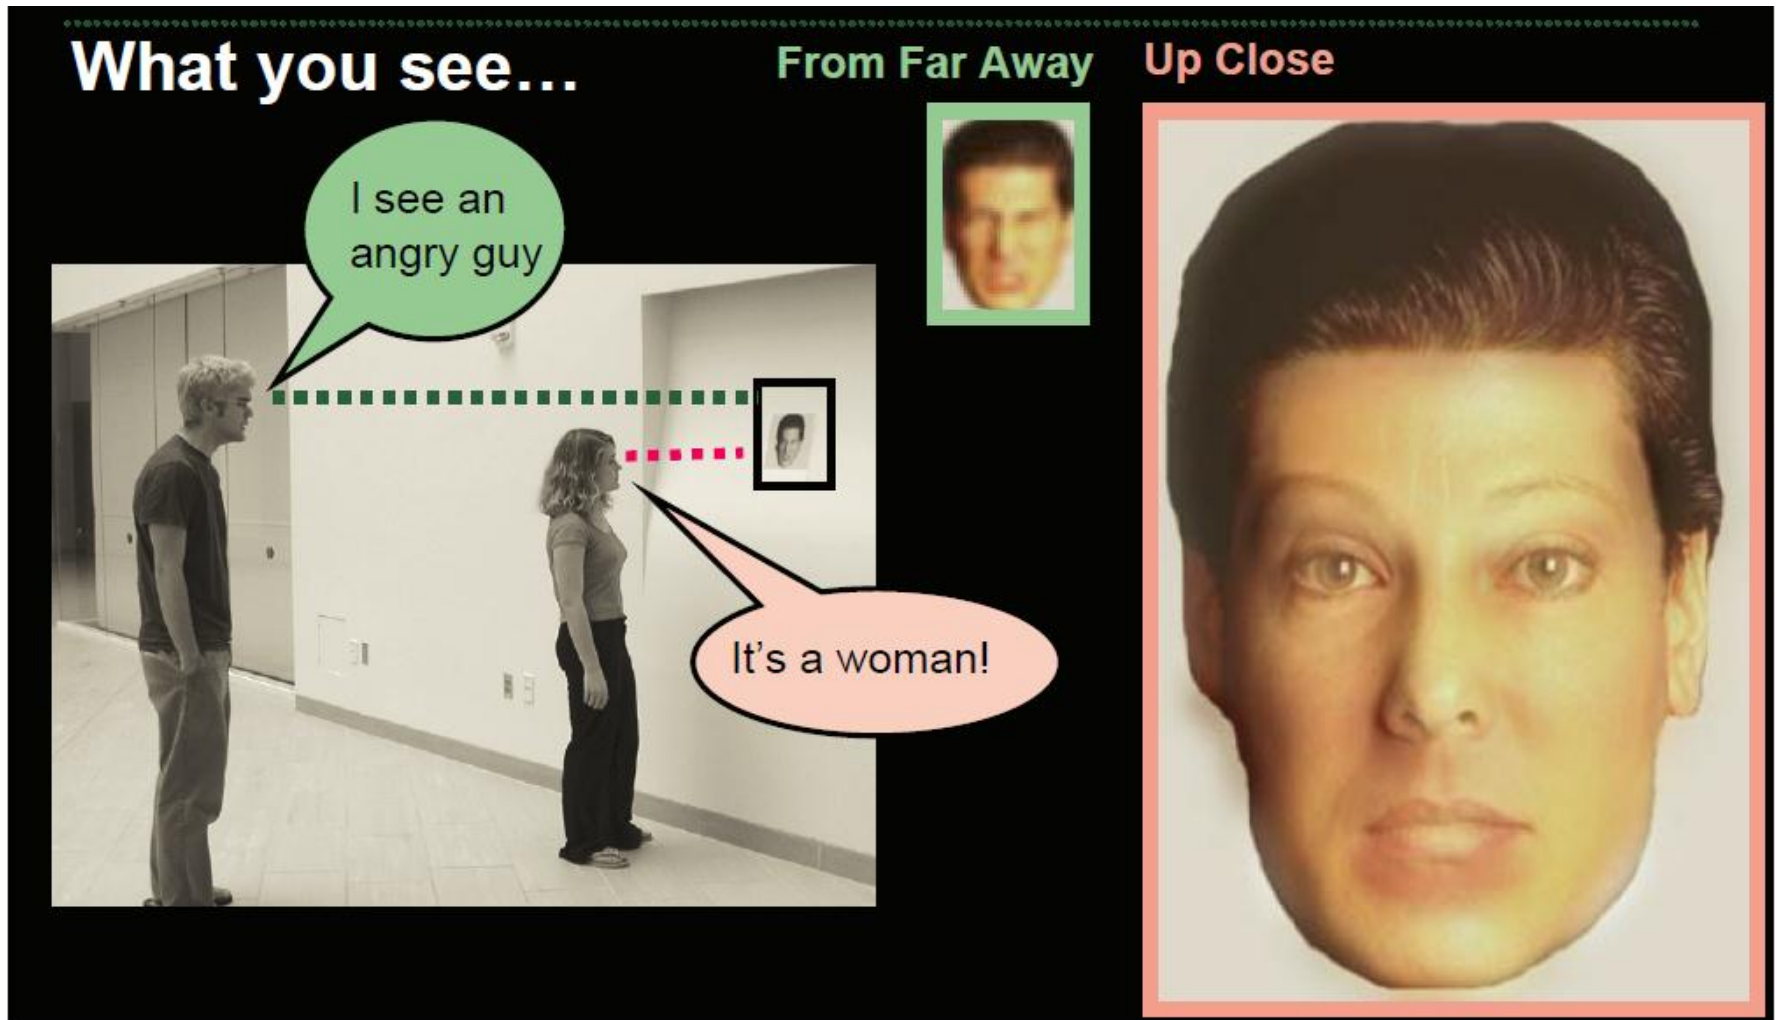 What you see…
From Far Away
Up Close
I see an
angry guy
It's a woman!